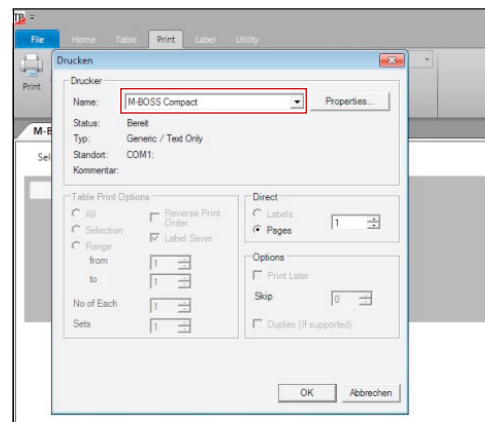 TP
File Home Table Print Label Utility
Drucken
Print
Drucker
Name: M-BOSS Compact Properties...
Status: Bereit
Typ: Generic / Text Only
Standort: COM1:
Kommentar:
M-B
Sel
Table Print Options
All
Selection
Range
Reverse Print
Order
Label Saver
from 1
to 1
No of Each 1
Sets 1
Direct
Labels
Pages
1
Options
Print Later
Skip 0
Duplex (If supported)
OK Abbrechen